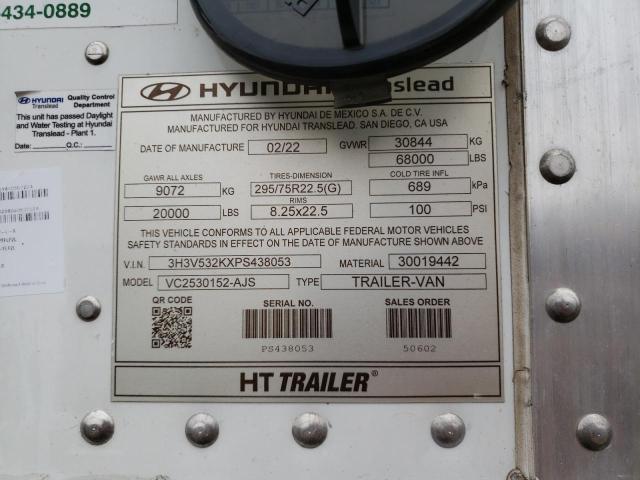 434-0889
HYUNDAI Translead
HYUNDAI Translead Quality Control Department
This unit has passed Daylight
and Water Testing at Hyundai
Translead - Plant 1.
Date: Q.C.:
MANUFACTURED BY HYUNDAI DE MEXICO S.A. DE C.V.
MANUFACTURED FOR HYUNDAI TRANSLEAD. SAN DIEGO, CA USA
DATE OF MANUFACTURE 02/22 GVWR 30844 KG
68000 LBS
GAWR ALL AXLES TIRES-DIMENSION COLD TIRE INFL
9072 KG 295/75R22.5(G) 689 kPa
RIMS
20000 LBS 8.25x22.5 100 PSI
THIS VEHICLE CONFORMS TO ALL APPLICABLE FEDERAL MOTOR VEHICLES
SAFETY STANDARDS IN EFFECT ON THE DATE OF MANUFACTURE SHOWN ABOVE
V.I.N. 3H3V532KXPS438053 MATERIAL 30019442
MODEL VC2530152-AJS TYPE TRAILER-VAN
QR CODE SERIAL NUMBER SALES ORDER
PS438053 50602
HT TRAILER®